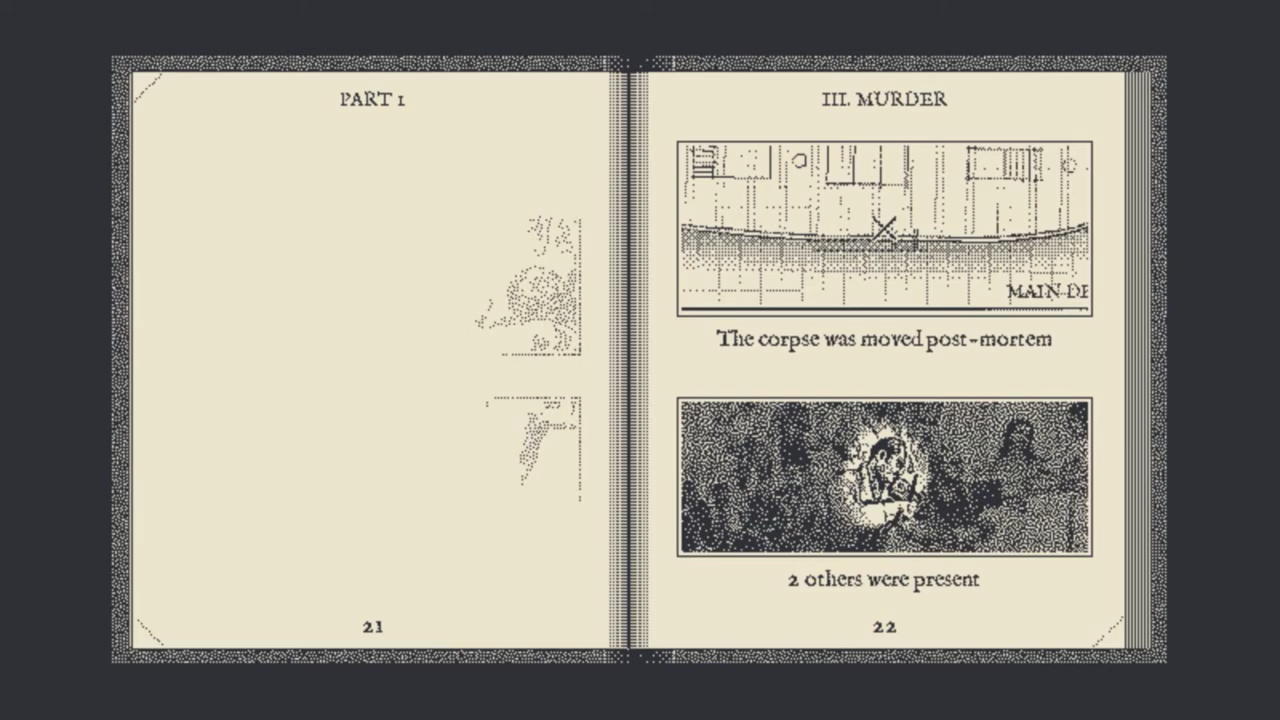 PART 1
21
III. MURDER
MAIN DE
The corpse was moved post-mortem
2 others were present
22